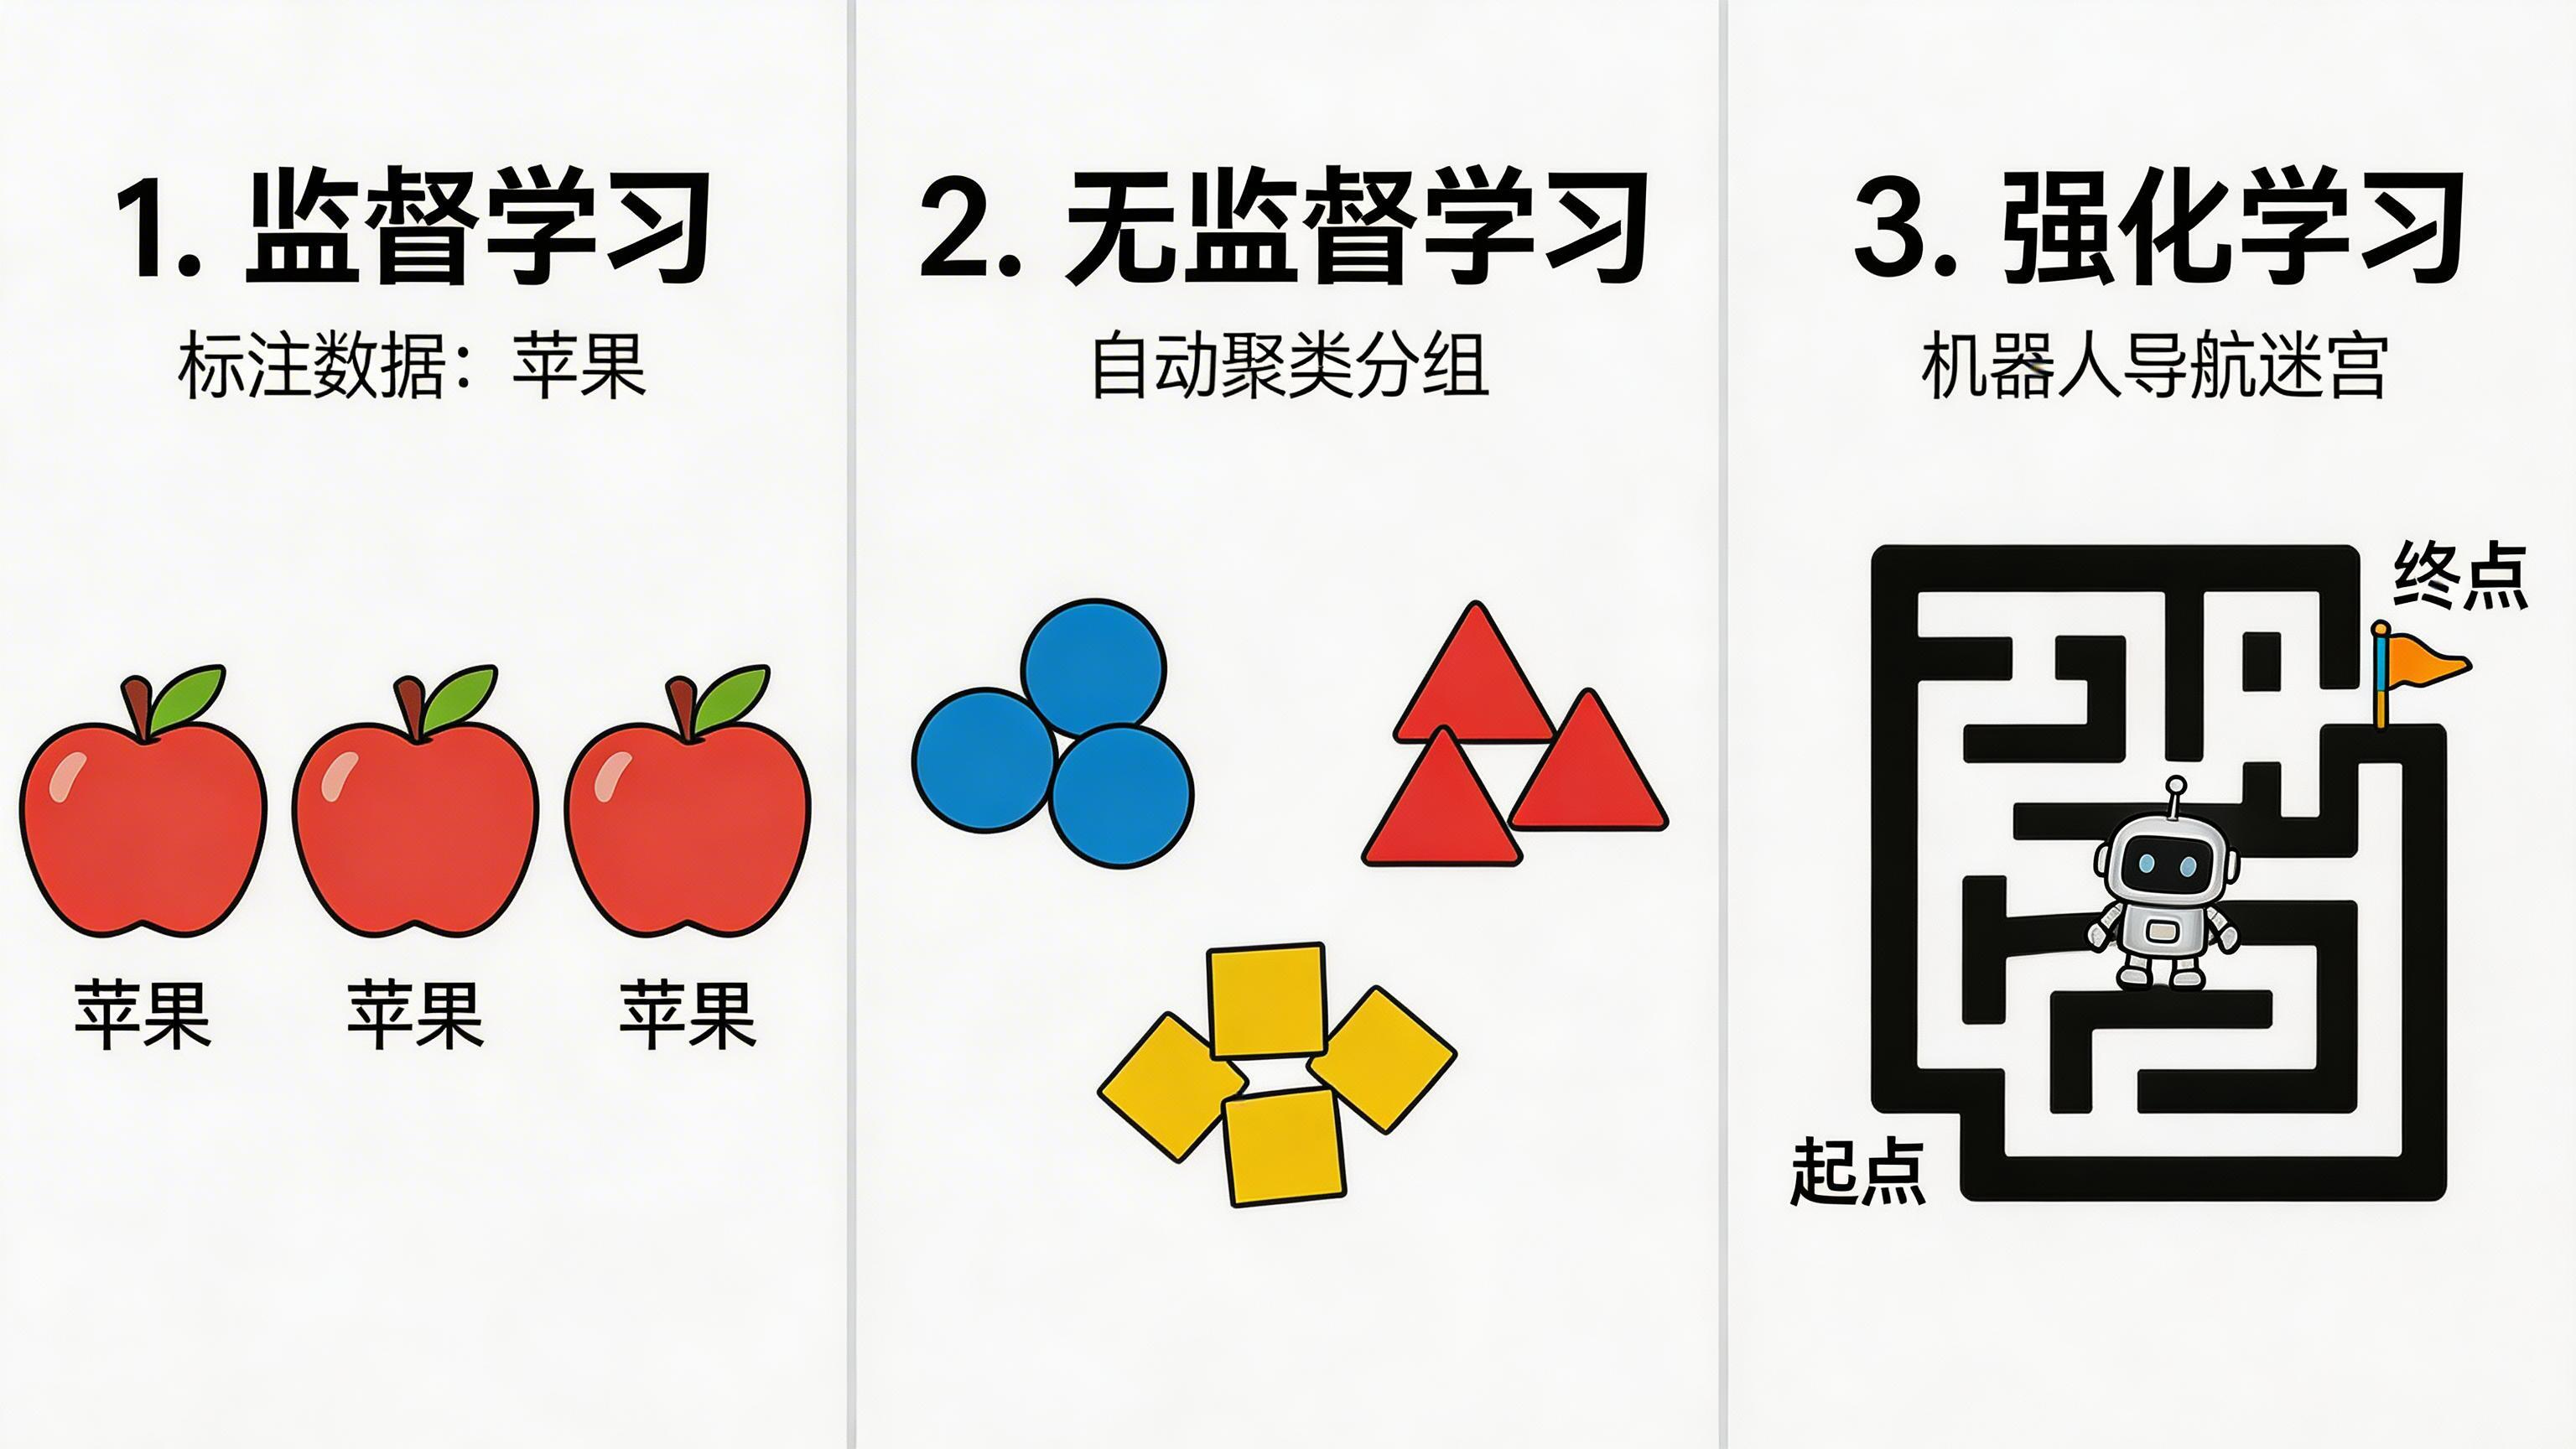 1. 监督学习
标注数据：苹果
苹果
苹果
苹果
2. 无监督学习
自动聚类分组
3. 强化学习
机器人导航迷宫
终点
起点